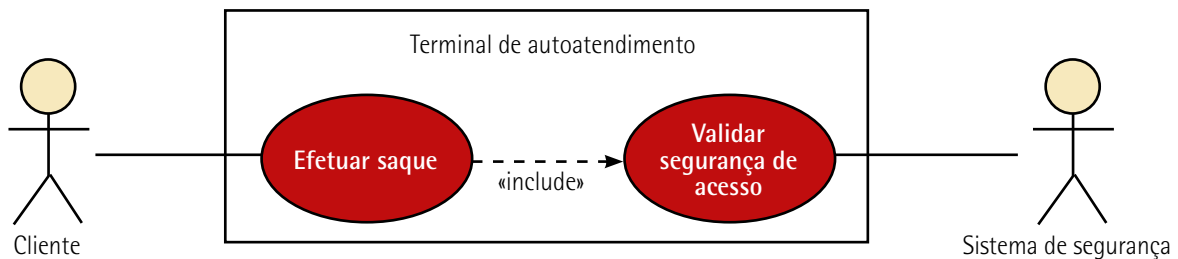 Terminal de autoatendimento
Efetuar saque
«include»
Validar
segurança de
acesso
Cliente
Sistema de segurança